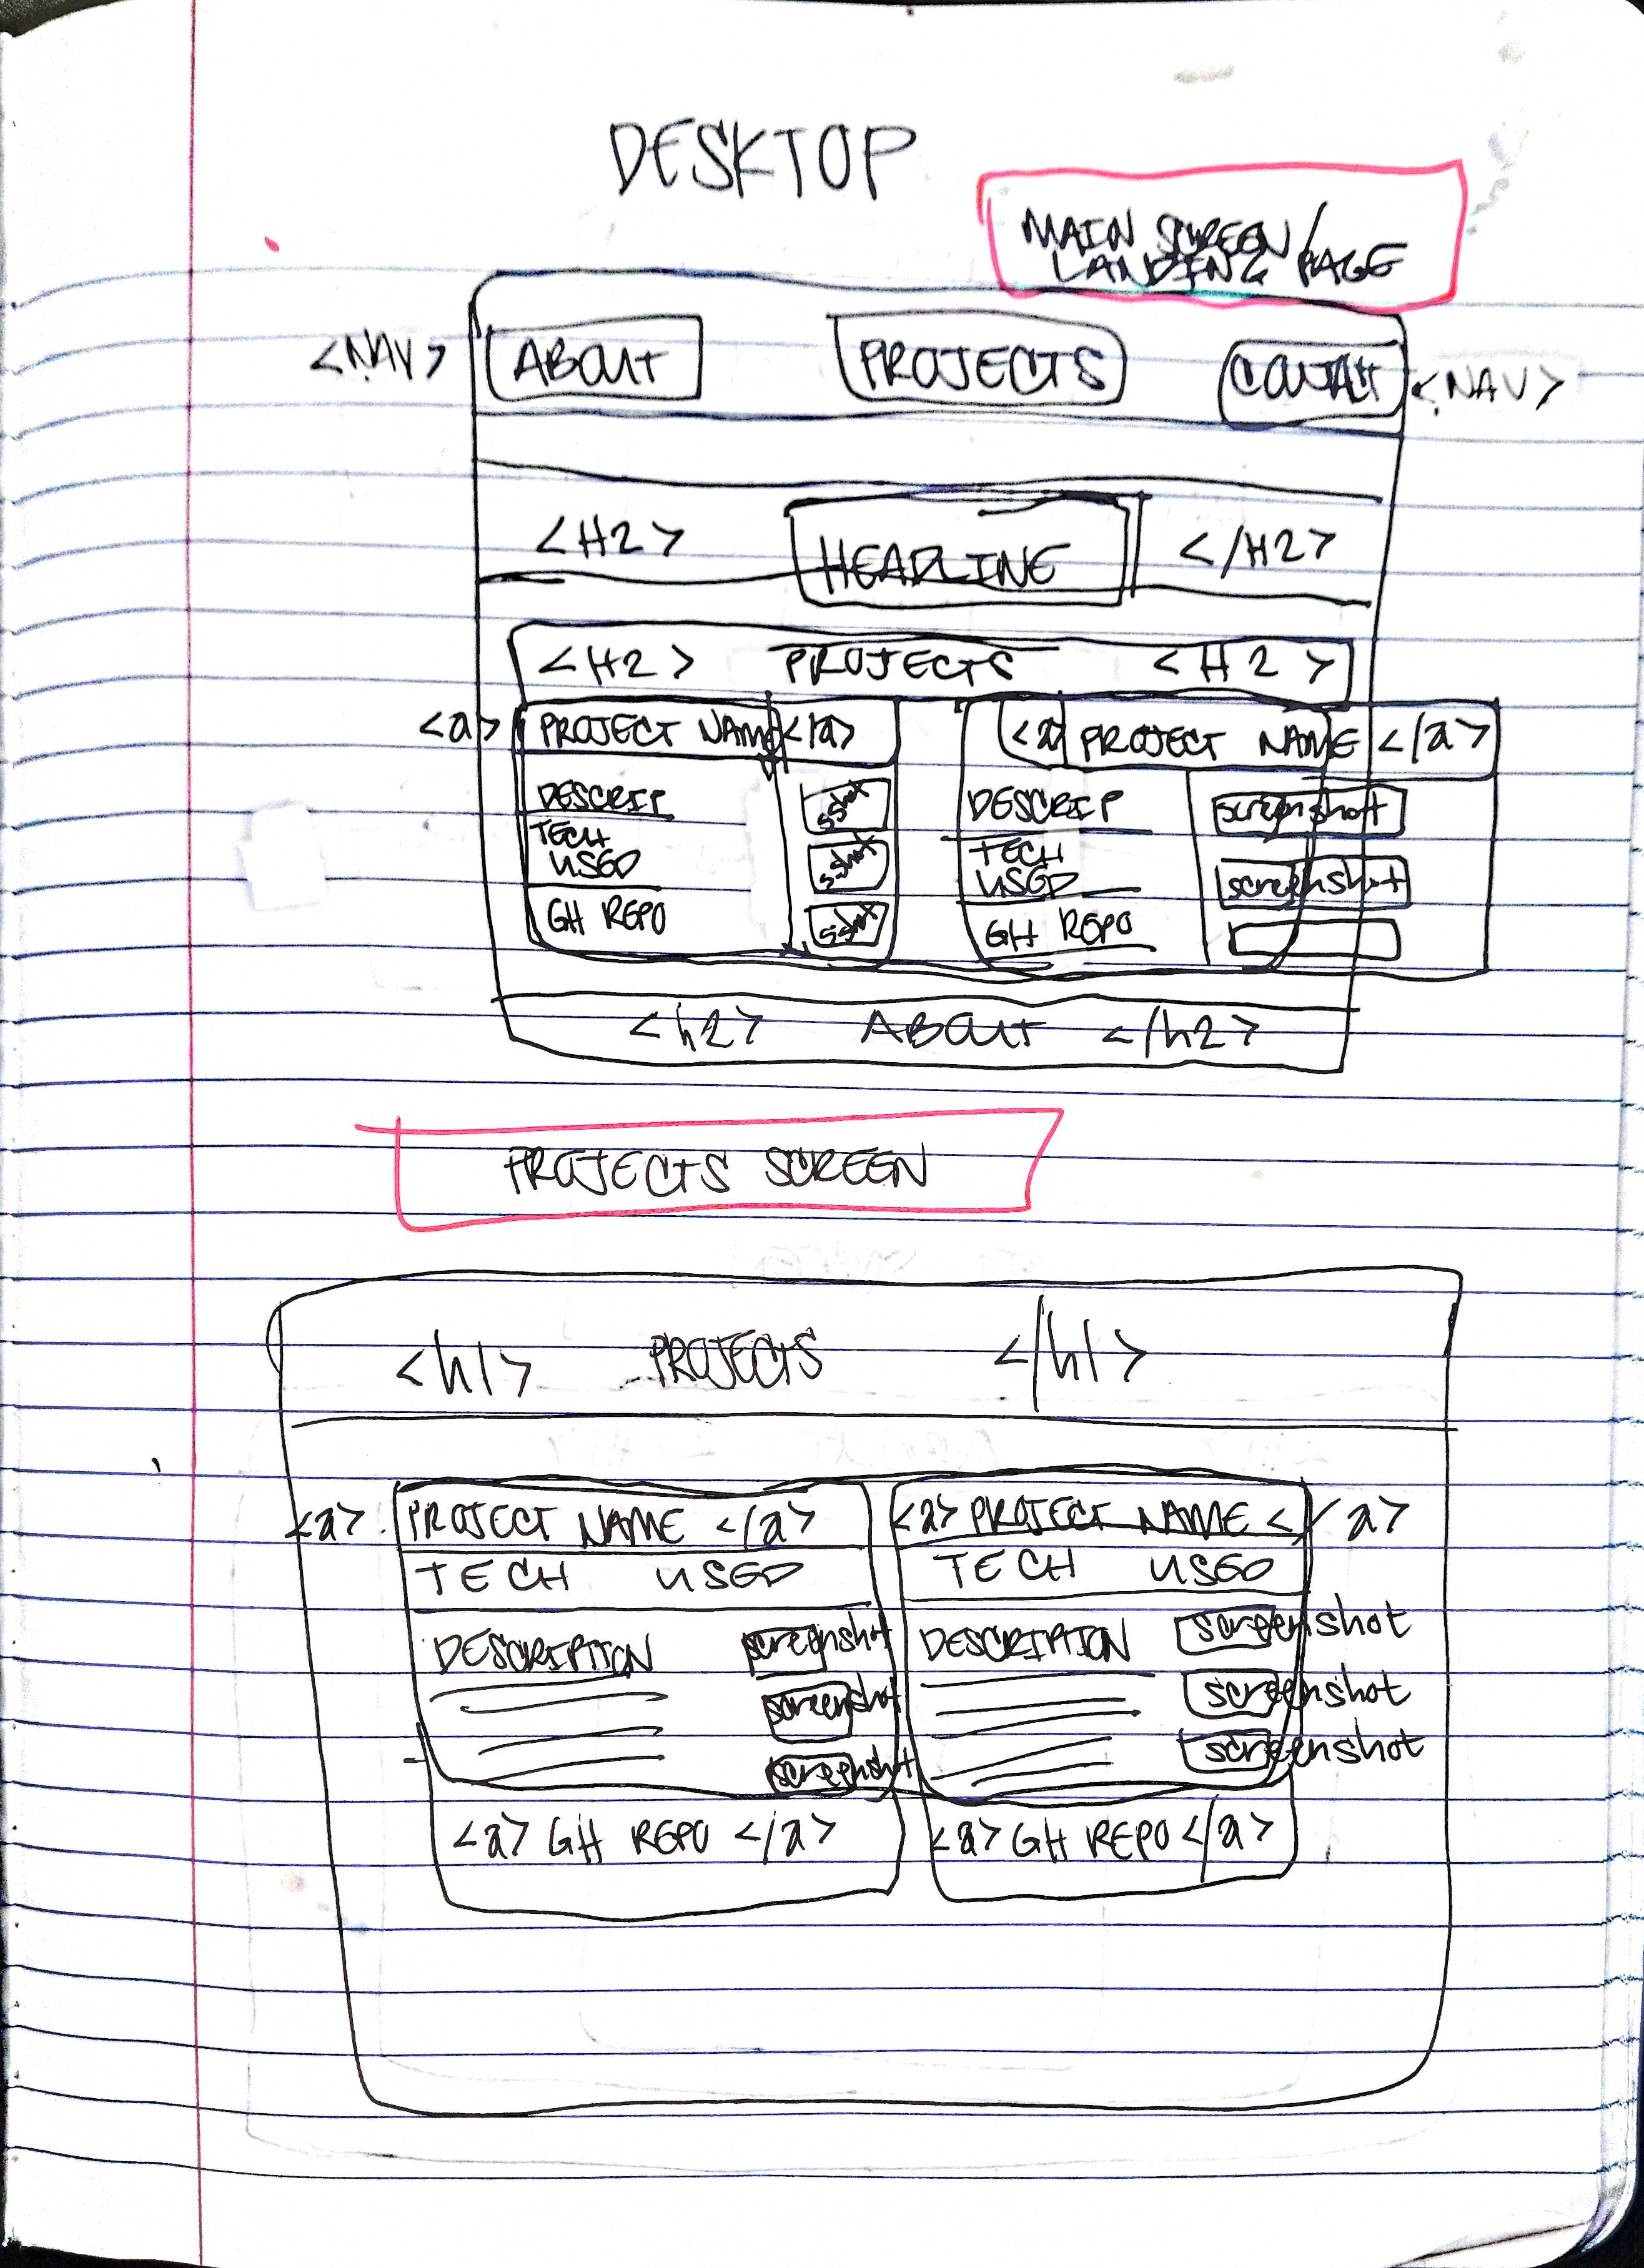 DESKTOP
MAIN SCREEN/
LANDING PAGE
<NAV> ABOUT PROJECTS CONTACT <NAV>
<H2> HEADLINE </H2>
<H2> PROJECTS <H2>
<a> PROJECT NAME </a> <a> PROJECT NAME </a>
DESCRIP sshot DESCRIP screenshot
TECH USED sshot TECH USED screenshot
GH REPO sshot GH REPO
<h2> ABOUT </h2>
PROJECTS SCREEN
<h1> PROJECTS </h1>
<a> PROJECT NAME </a> <a> PROJECT NAME </a>
TECH USED TECH USED
DESCRIPTION screenshot DESCRIPTION screenshot
screenshot screenshot
screenshot screenshot
<a> GH REPO </a> <a> GH REPO </a>